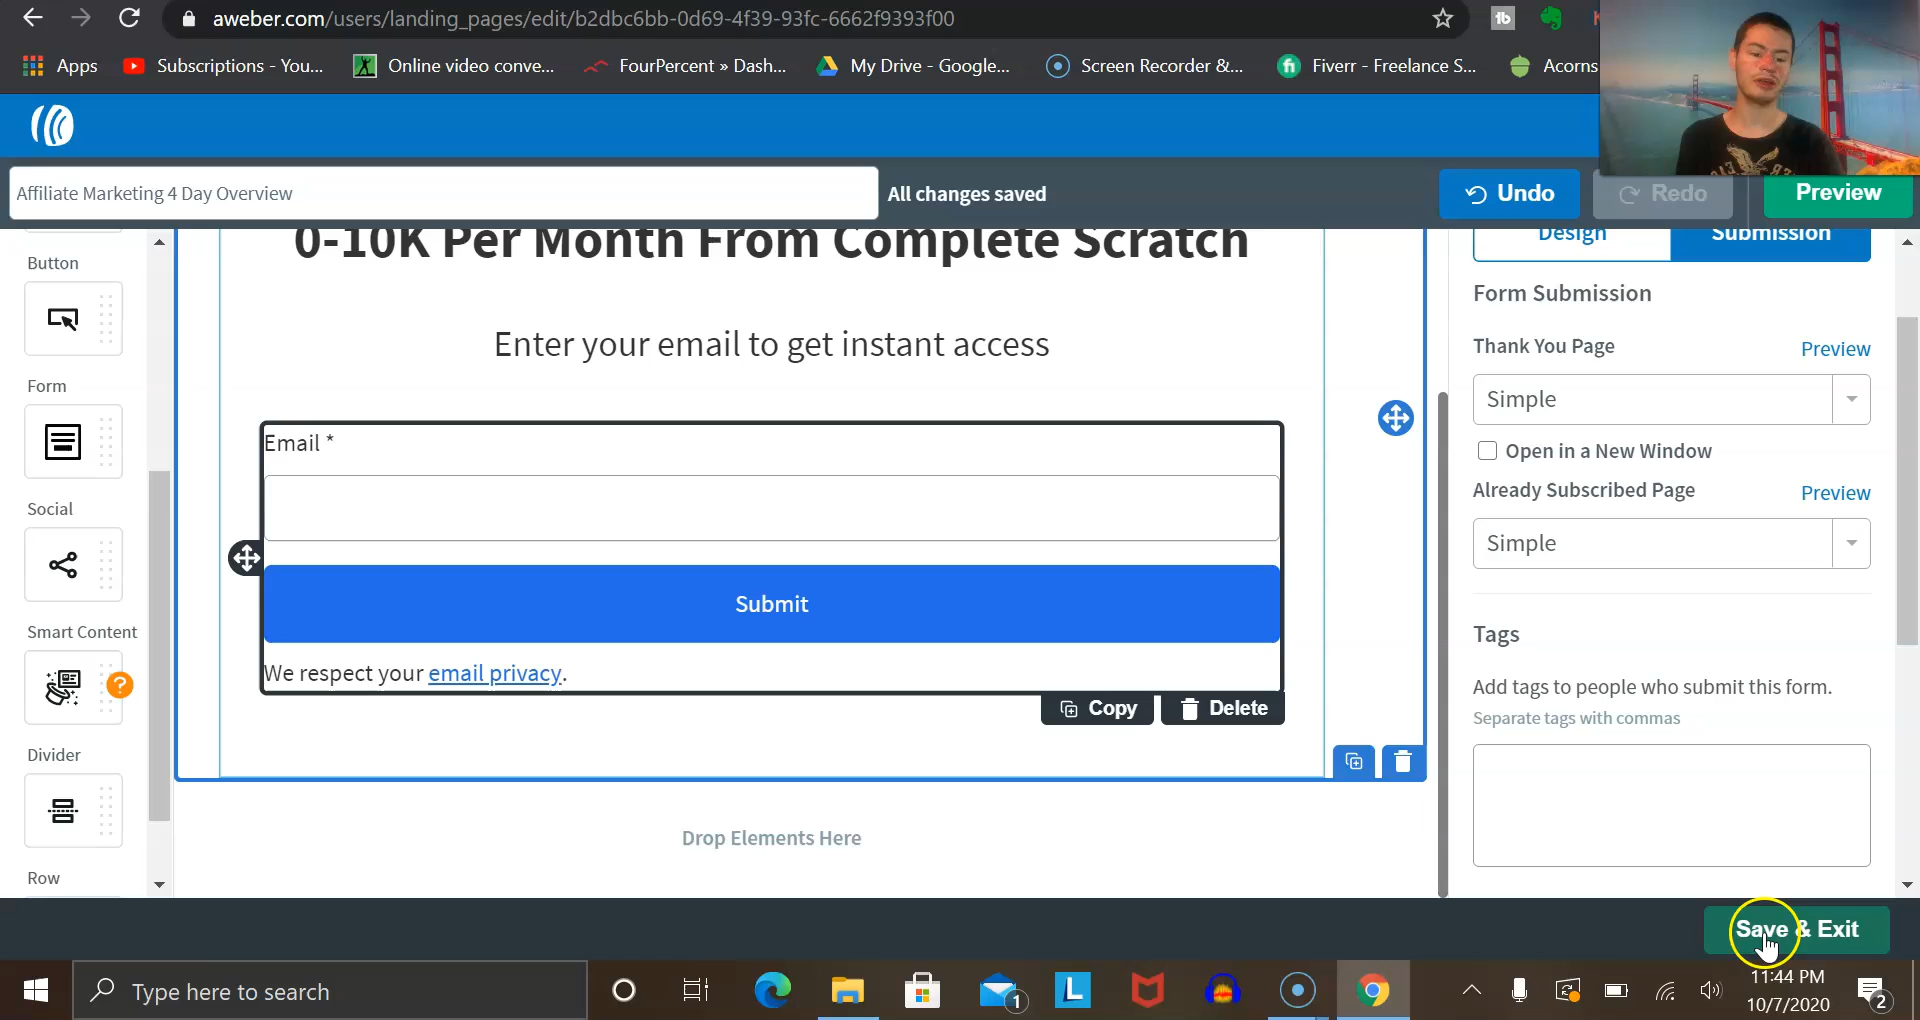 aweber.com/users/landing_pages/edit/b2dbc6bb-0d69-4f39-93fc-6662f9393f00
Apps
Subscriptions - You...
Online video conve...
FourPercent » Dash...
My Drive - Google...
Screen Recorder &...
Fiverr - Freelance S...
Acorns
Affiliate Marketing 4 Day Overview
All changes saved
Undo
Redo
Preview
Button
Form
Social
Smart Content
?
Divider
Row
0-10K Per Month From Complete Scratch
Enter your email to get instant access
Email *
Submit
We respect your email privacy.
Copy
Delete
Drop Elements Here
Design
Submission
Form Submission
Thank You Page
Preview
Simple
Open in a New Window
Already Subscribed Page
Preview
Simple
Tags
Add tags to people who submit this form.
Separate tags with commas
Save & Exit
Type here to search
1
L
11:44 PM
10/7/2020
2